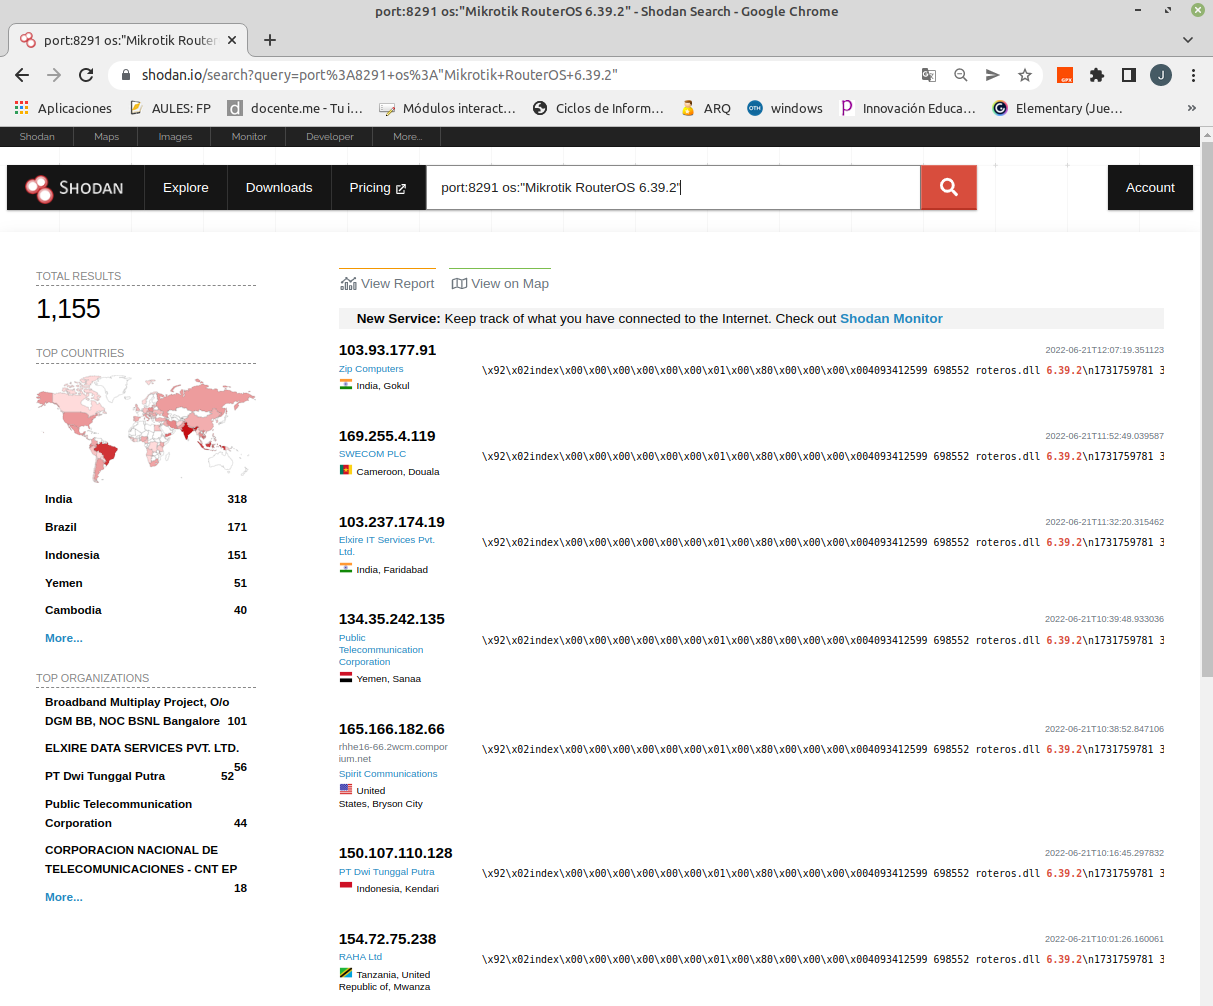 port:8291 os:"Mikrotik RouterOS 6.39.2" - Shodan Search - Google Chrome
port:8291 os:"Mikrotik Router
shodan.io/search?query=port%3A8291+os%3A"Mikrotik+RouterOS+6.39.2"
J
Aplicaciones AULES: FP docente.me - Tu i… Módulos interact… Ciclos de Inform… ARQ windows Innovación Educa… Elementary (Jue… »
Shodan Maps Images Monitor Developer More...
SHODAN Explore Downloads Pricing port:8291 os:"Mikrotik RouterOS 6.39.2" Account
TOTAL RESULTS
1,155
TOP COUNTRIES
India 318
Brazil 171
Indonesia 151
Yemen 51
Cambodia 40
More...
TOP ORGANIZATIONS
Broadband Multiplay Project, O/o
DGM BB, NOC BSNL Bangalore 101
ELXIRE DATA SERVICES PVT. LTD.
56
PT Dwi Tunggal Putra 52
Public Telecommunication
Corporation 44
CORPORACION NACIONAL DE
TELECOMUNICACIONES - CNT EP
18
More...
View Report View on Map
New Service: Keep track of what you have connected to the Internet. Check out Shodan Monitor
103.93.177.91 2022-06-21T12:07:19.351123
Zip Computers
India, Gokul
\x92\x02index\x00\x00\x00\x00\x00\x00\x01\x00\x80\x00\x00\x00\x004093412599 698552 roteros.dll 6.39.2\n1731759781 3
169.255.4.119 2022-06-21T11:52:49.039587
SWECOM PLC
Cameroon, Douala
\x92\x02index\x00\x00\x00\x00\x00\x00\x01\x00\x80\x00\x00\x00\x004093412599 698552 roteros.dll 6.39.2\n1731759781 3
103.237.174.19 2022-06-21T11:32:20.315462
Elxire IT Services Pvt.
Ltd.
India, Faridabad
\x92\x02index\x00\x00\x00\x00\x00\x00\x01\x00\x80\x00\x00\x00\x004093412599 698552 roteros.dll 6.39.2\n1731759781 3
134.35.242.135 2022-06-21T10:39:48.933036
Public
Telecommunication
Corporation
Yemen, Sanaa
\x92\x02index\x00\x00\x00\x00\x00\x00\x01\x00\x80\x00\x00\x00\x004093412599 698552 roteros.dll 6.39.2\n1731759781 3
165.166.182.66 2022-06-21T10:38:52.847106
rhhe16-66.2wcm.compor
ium.net
Spirit Communications
United
States, Bryson City
\x92\x02index\x00\x00\x00\x00\x00\x00\x01\x00\x80\x00\x00\x00\x004093412599 698552 roteros.dll 6.39.2\n1731759781 3
150.107.110.128 2022-06-21T10:16:45.297832
PT Dwi Tunggal Putra
Indonesia, Kendari
\x92\x02index\x00\x00\x00\x00\x00\x00\x01\x00\x80\x00\x00\x00\x004093412599 698552 roteros.dll 6.39.2\n1731759781 3
154.72.75.238 2022-06-21T10:01:26.160061
RAHA Ltd
Tanzania, United
Republic of, Mwanza
\x92\x02index\x00\x00\x00\x00\x00\x00\x01\x00\x80\x00\x00\x00\x004093412599 698552 roteros.dll 6.39.2\n1731759781 3